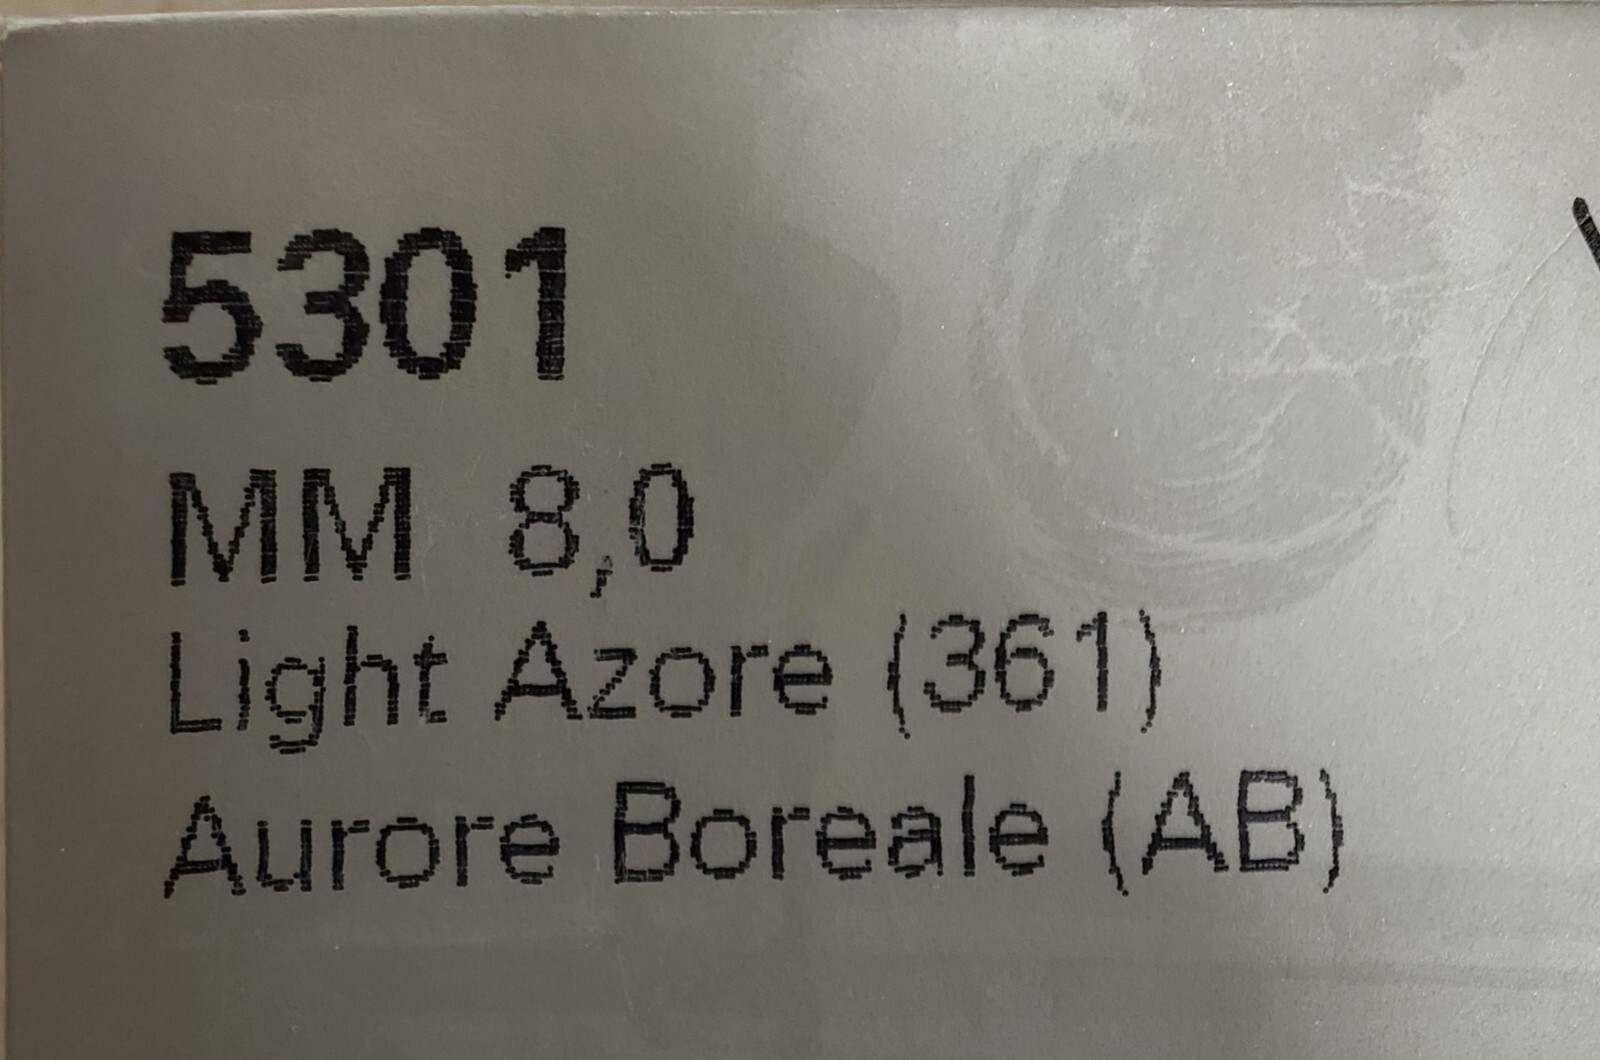 5301
MM 8,0
Light Azore (361)
Aurore Boreale (AB)